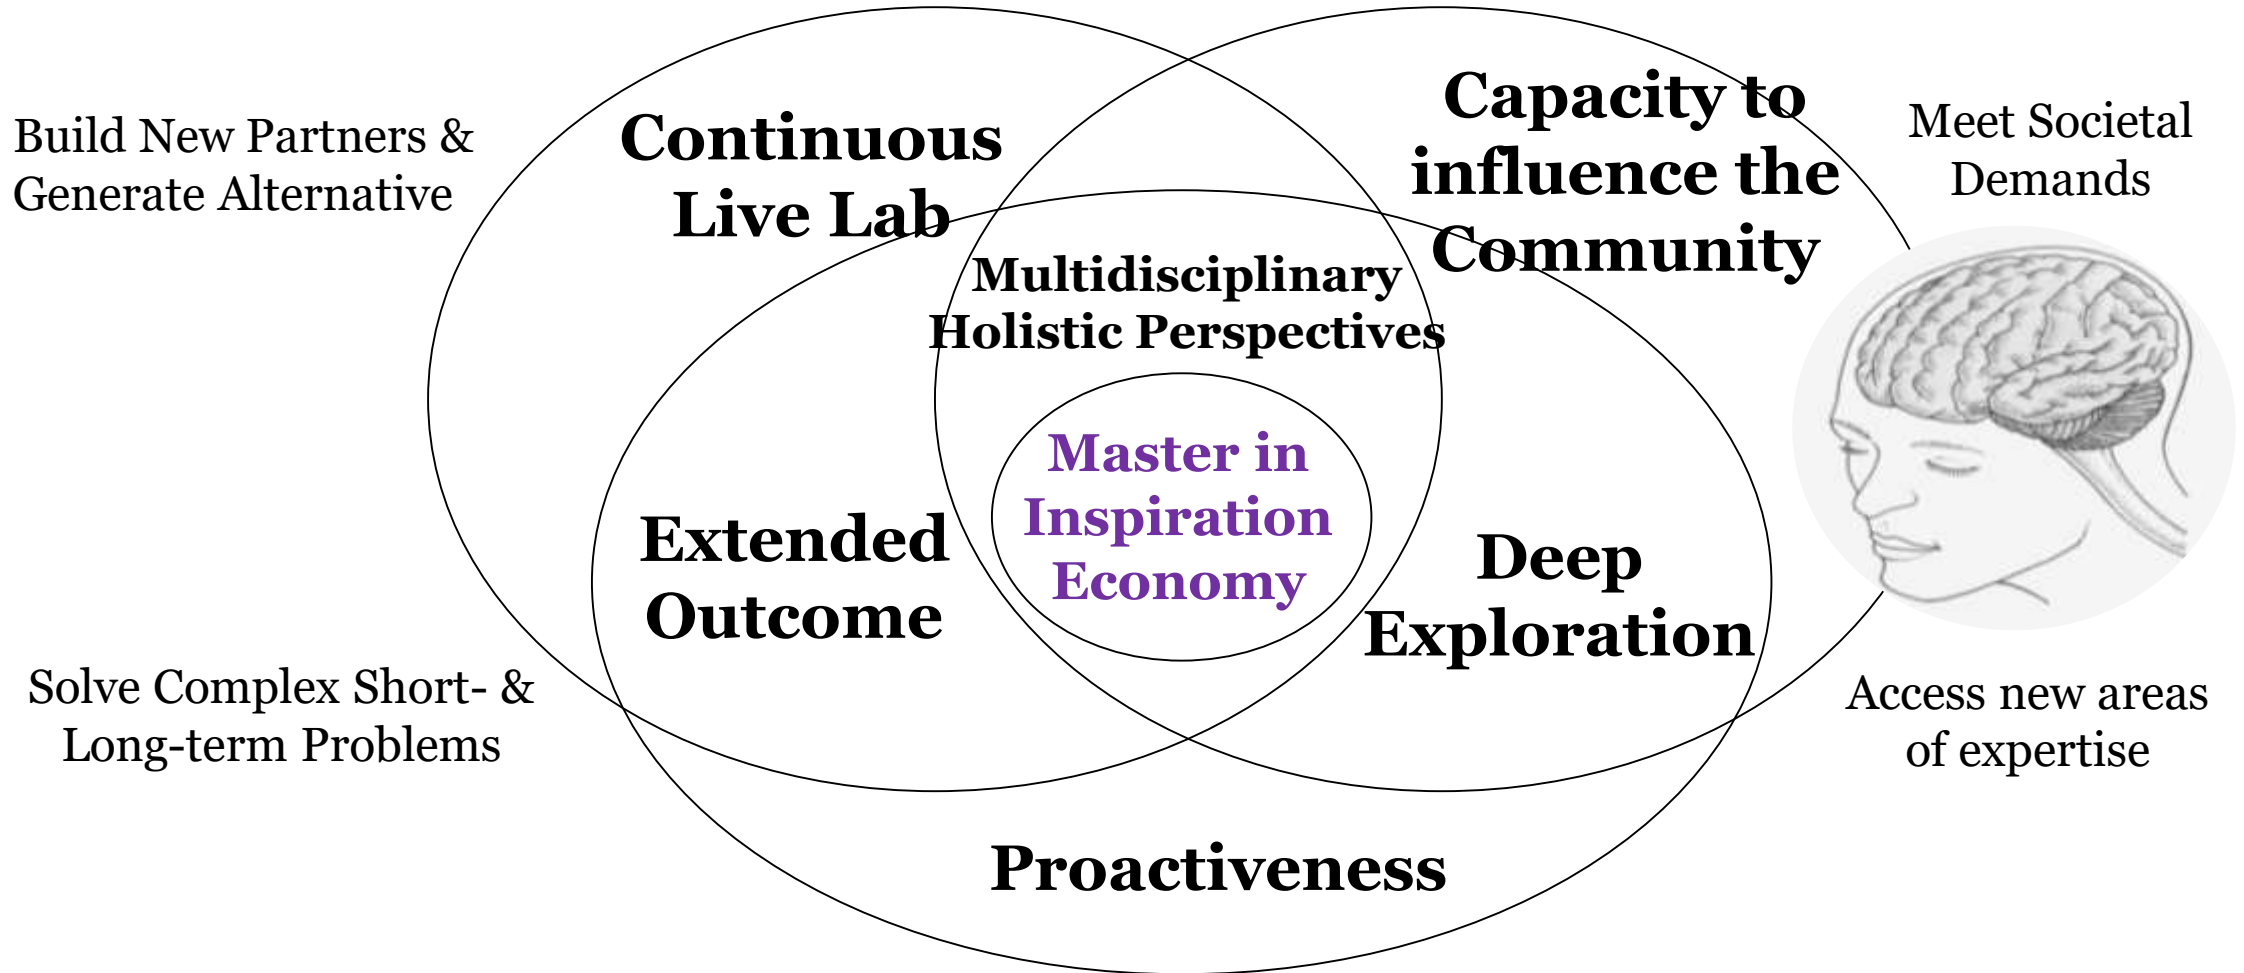 Build New Partners &
Generate Alternative
Continuous
Live Lab
Capacity to
influence the
Community
Meet Societal
Demands
Multidisciplinary
Holistic Perspectives
Master in
Inspiration
Economy
Extended
Outcome
Deep
Exploration
Solve Complex Short- &
Long-term Problems
Access new areas
of expertise
Proactiveness